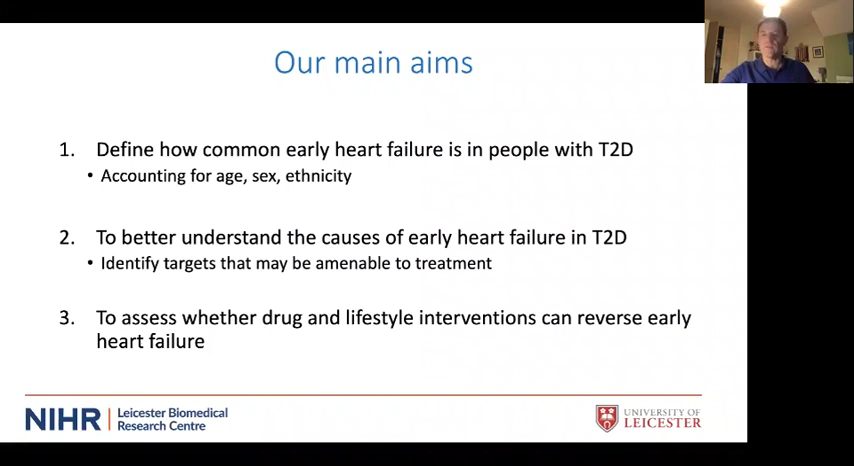 Our main aims
1. Define how common early heart failure is in people with T2D
• Accounting for age, sex, ethnicity
2. To better understand the causes of early heart failure in T2D
• Identify targets that may be amenable to treatment
3. To assess whether drug and lifestyle interventions can reverse early
heart failure
NIHR | Leicester Biomedical
Research Centre
UNIVERSITY OF
LEICESTER